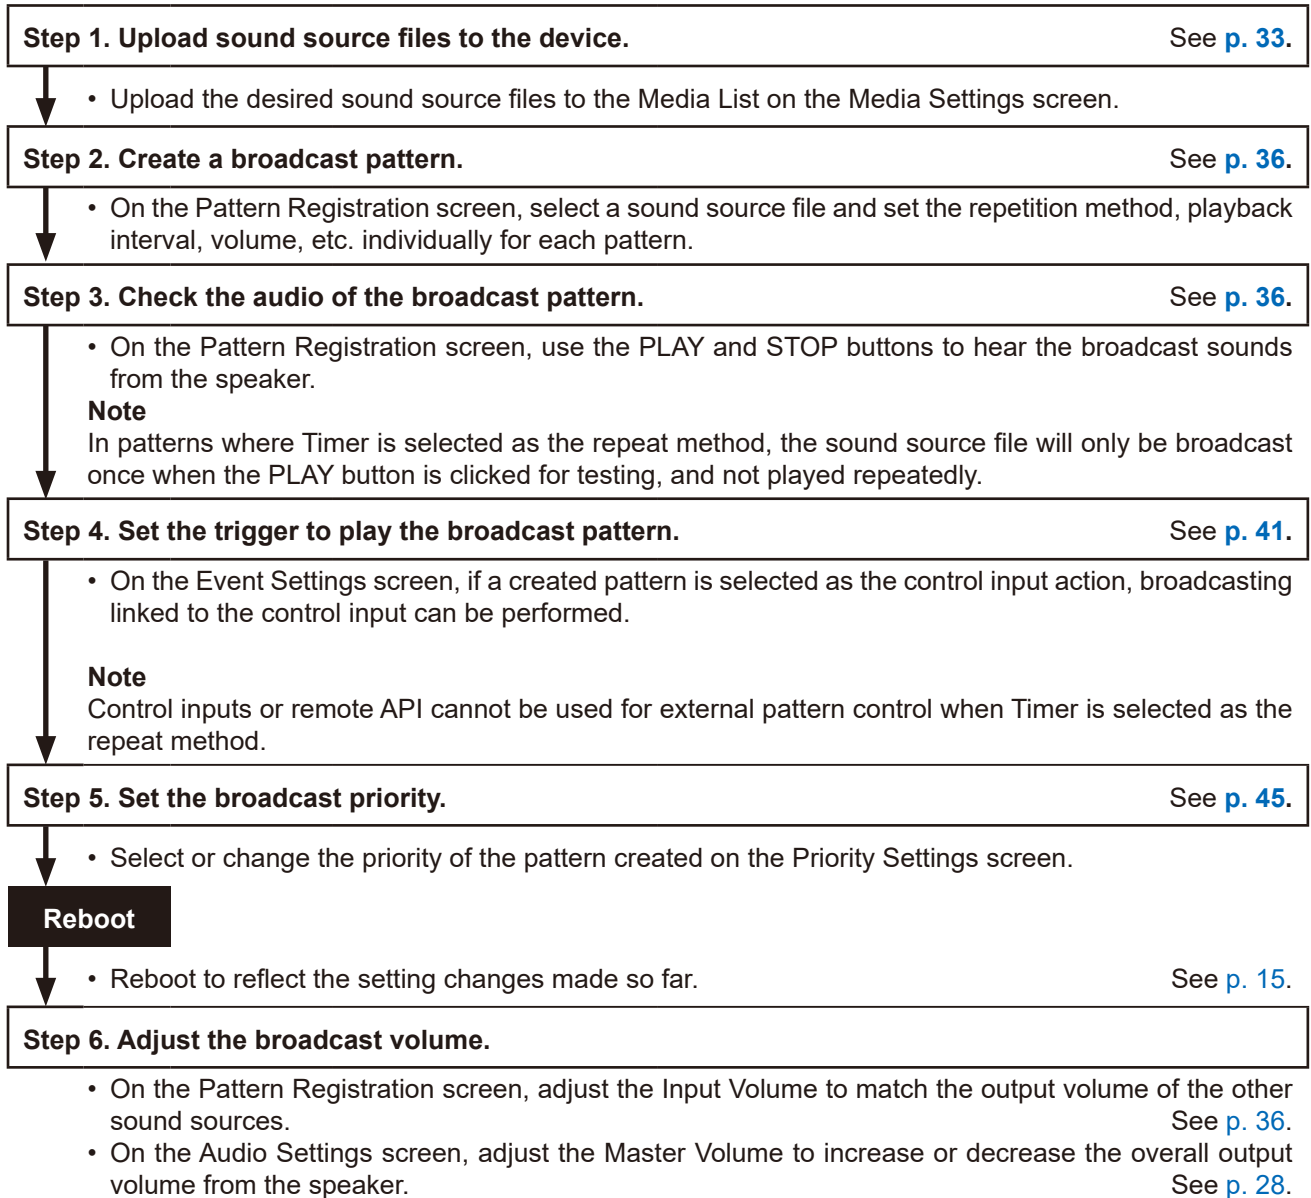 Step 1. Upload sound source files to the device. See p. 33.
• Upload the desired sound source files to the Media List on the Media Settings screen.
Step 2. Create a broadcast pattern. See p. 36.
• On the Pattern Registration screen, select a sound source file and set the repetition method, playback
interval, volume, etc. individually for each pattern.
Step 3. Check the audio of the broadcast pattern. See p. 36.
• On the Pattern Registration screen, use the PLAY and STOP buttons to hear the broadcast sounds
from the speaker.
Note
In patterns where Timer is selected as the repeat method, the sound source file will only be broadcast
once when the PLAY button is clicked for testing, and not played repeatedly.
Step 4. Set the trigger to play the broadcast pattern. See p. 41.
• On the Event Settings screen, if a created pattern is selected as the control input action, broadcasting
linked to the control input can be performed.
Note
Control inputs or remote API cannot be used for external pattern control when Timer is selected as the
repeat method.
Step 5. Set the broadcast priority. See p. 45.
• Select or change the priority of the pattern created on the Priority Settings screen.
Reboot
• Reboot to reflect the setting changes made so far. See p. 15.
Step 6. Adjust the broadcast volume.
• On the Pattern Registration screen, adjust the Input Volume to match the output volume of the other
sound sources. See p. 36.
• On the Audio Settings screen, adjust the Master Volume to increase or decrease the overall output
volume from the speaker. See p. 28.